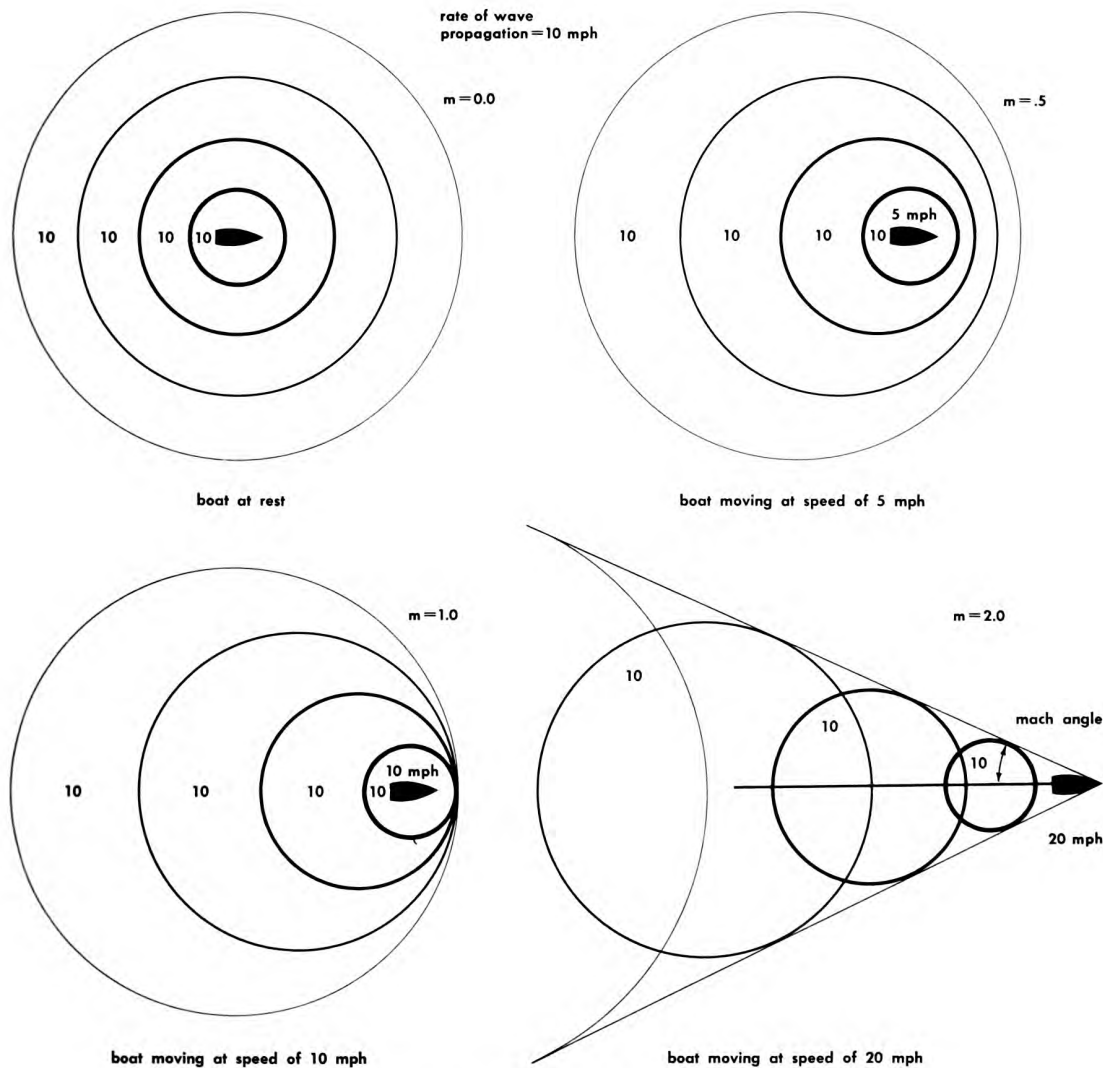 rate of wave
propagation=10 mph
m=0.0
10 10 10 10
boat at rest
m=.5
5 mph
10 10 10 10
boat moving at speed of 5 mph
m=1.0
10 mph
10 10 10 10
boat moving at speed of 10 mph
m=2.0
10
10
mach angle
10
20 mph
boat moving at speed of 20 mph